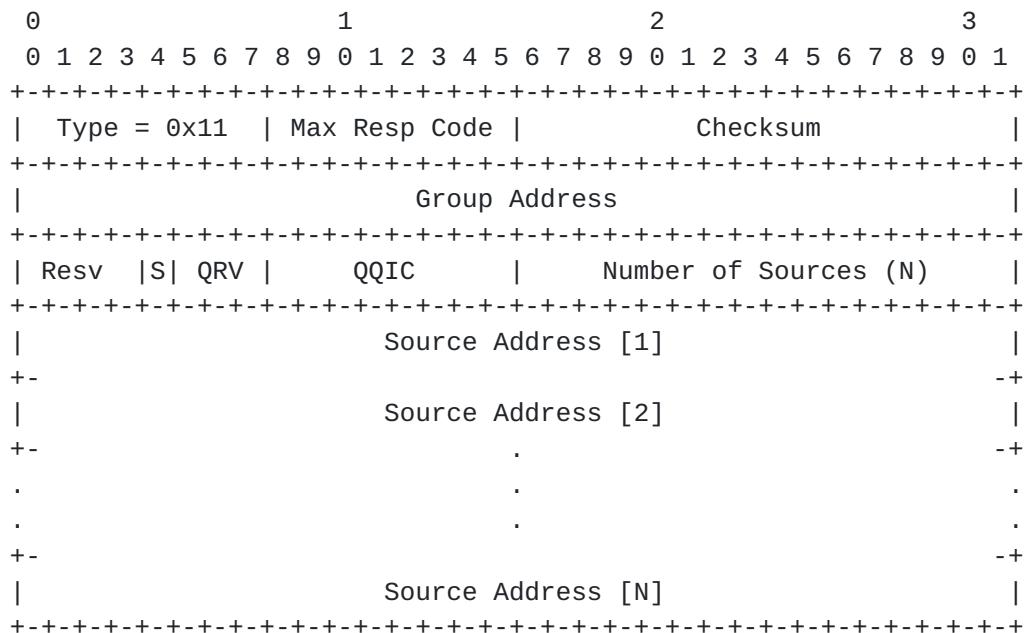 0                   1                   2                   3
 0 1 2 3 4 5 6 7 8 9 0 1 2 3 4 5 6 7 8 9 0 1 2 3 4 5 6 7 8 9 0 1
+-+-+-+-+-+-+-+-+-+-+-+-+-+-+-+-+-+-+-+-+-+-+-+-+-+-+-+-+-+-+-+-+
|  Type = 0x11  | Max Resp Code |           Checksum            |
+-+-+-+-+-+-+-+-+-+-+-+-+-+-+-+-+-+-+-+-+-+-+-+-+-+-+-+-+-+-+-+-+
|                         Group Address                         |
+-+-+-+-+-+-+-+-+-+-+-+-+-+-+-+-+-+-+-+-+-+-+-+-+-+-+-+-+-+-+-+-+
| Resv  |S| QRV |     QQIC      |     Number of Sources (N)     |
+-+-+-+-+-+-+-+-+-+-+-+-+-+-+-+-+-+-+-+-+-+-+-+-+-+-+-+-+-+-+-+-+
|                       Source Address [1]                      |
+-                                                             -+
|                       Source Address [2]                      |
+-                              .                              -+
.                               .                               .
.                               .                               .
+-                                                             -+
|                       Source Address [N]                      |
+-+-+-+-+-+-+-+-+-+-+-+-+-+-+-+-+-+-+-+-+-+-+-+-+-+-+-+-+-+-+-+-+